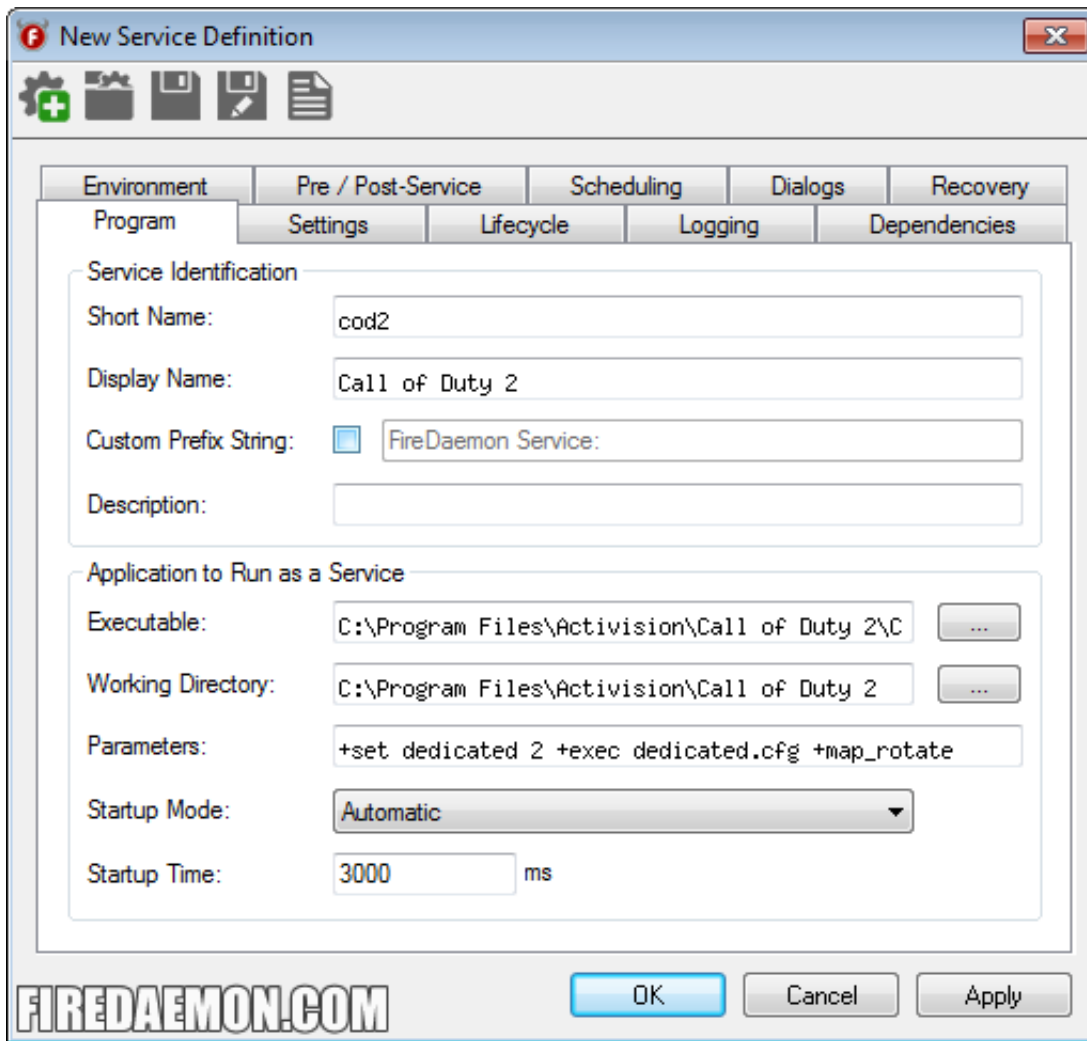 New Service Definition
Environment Pre / Post-Service Scheduling Dialogs Recovery
Program Settings Lifecycle Logging Dependencies
Service Identification
Short Name: cod2
Display Name: Call of Duty 2
Custom Prefix String: FireDaemon Service:
Description:
Application to Run as a Service
Executable: C:\Program Files\Activision\Call of Duty 2\C ...
Working Directory: C:\Program Files\Activision\Call of Duty 2 ...
Parameters: +set dedicated 2 +exec dedicated.cfg +map_rotate
Startup Mode: Automatic
Startup Time: 3000 ms
FIREDAEMON.COM OK Cancel Apply